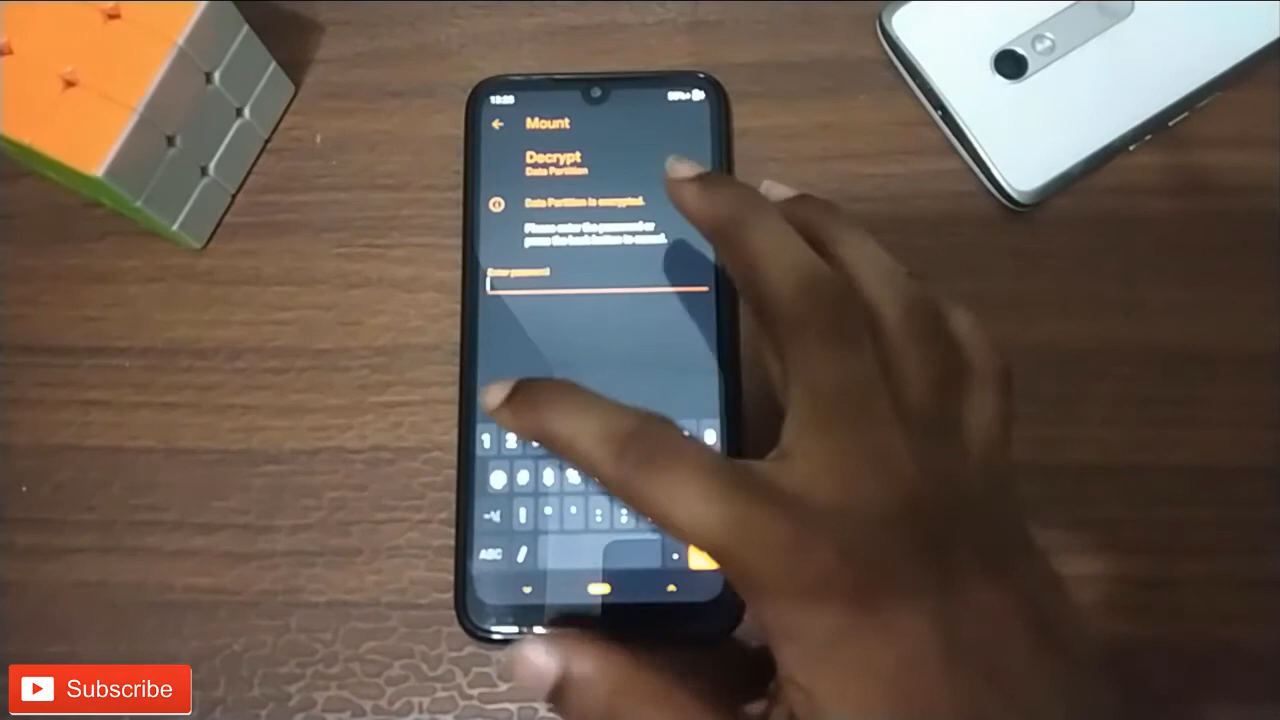 Mount
Decrypt
Data Partition
Data Partition is encrypted.
Please enter the password or
press the back button to cancel.
Enter password
1 2
@ # %
ABC /
Subscribe